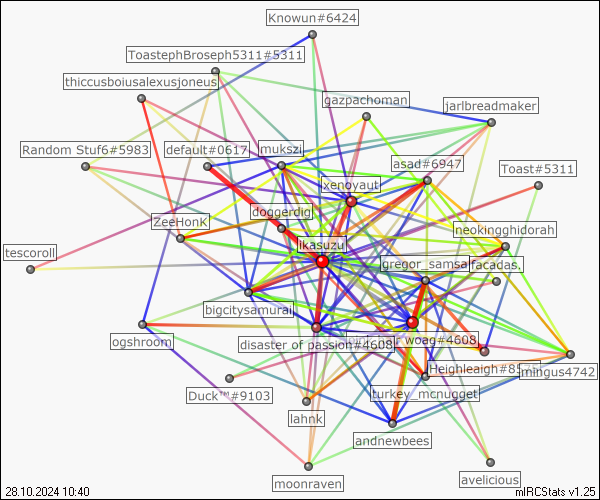 Knowun#6424
ToastephBroseph5311#5311
thiccusboiusalexusjoneus
gazpachoman
jarlbreadmaker
Random Stuf6#5983
default#0617
mukszi
asad#6947
Toast#5311
xenoyaut
doggerdig
ZeeHonK
neokingghidorah
lkasuzu
tescoroll
gregor_samsa
facadas.
bigcitysamurai
ogshroom
disaster of passion#4608
woag#4608
Heighleaigh#8575
mingus4742
Duck™#9103
turkey_mcnugget
lahnk
andnewbees
moonraven
avelicious
28.10.2024 10:40
mIRCStats v1.25